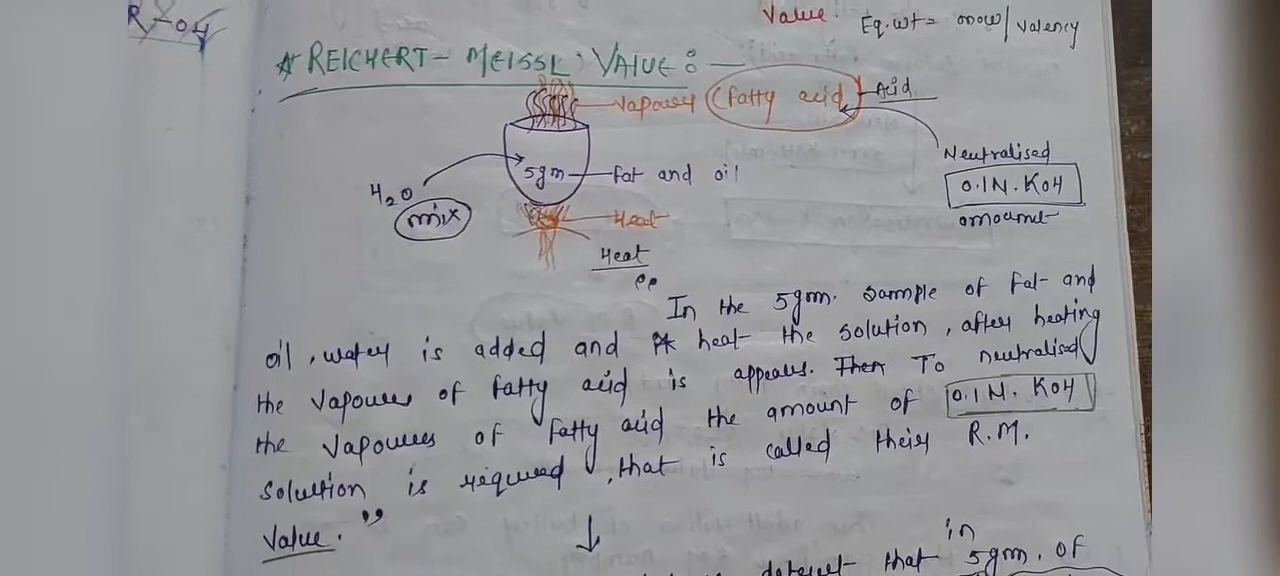 R-04
Value.
Eq.wt = mow/valency
* REICHERT - MEISSL VALUE : —
Vapours (fatty acid) Acid
Neutralised
0.1N. KOH
amount
5gm fat and oil
H2O
mix
Heat
Heat
In the 5gm. sample of fat and
oil, water is added and heat the solution, after heating
the vapours of fatty acid is appears. Then To neutralised
the vapoures of fatty acid the amount of 0.1N. KOH
solution is required, that is called their R.M.
Value."
in
that 5gm. of